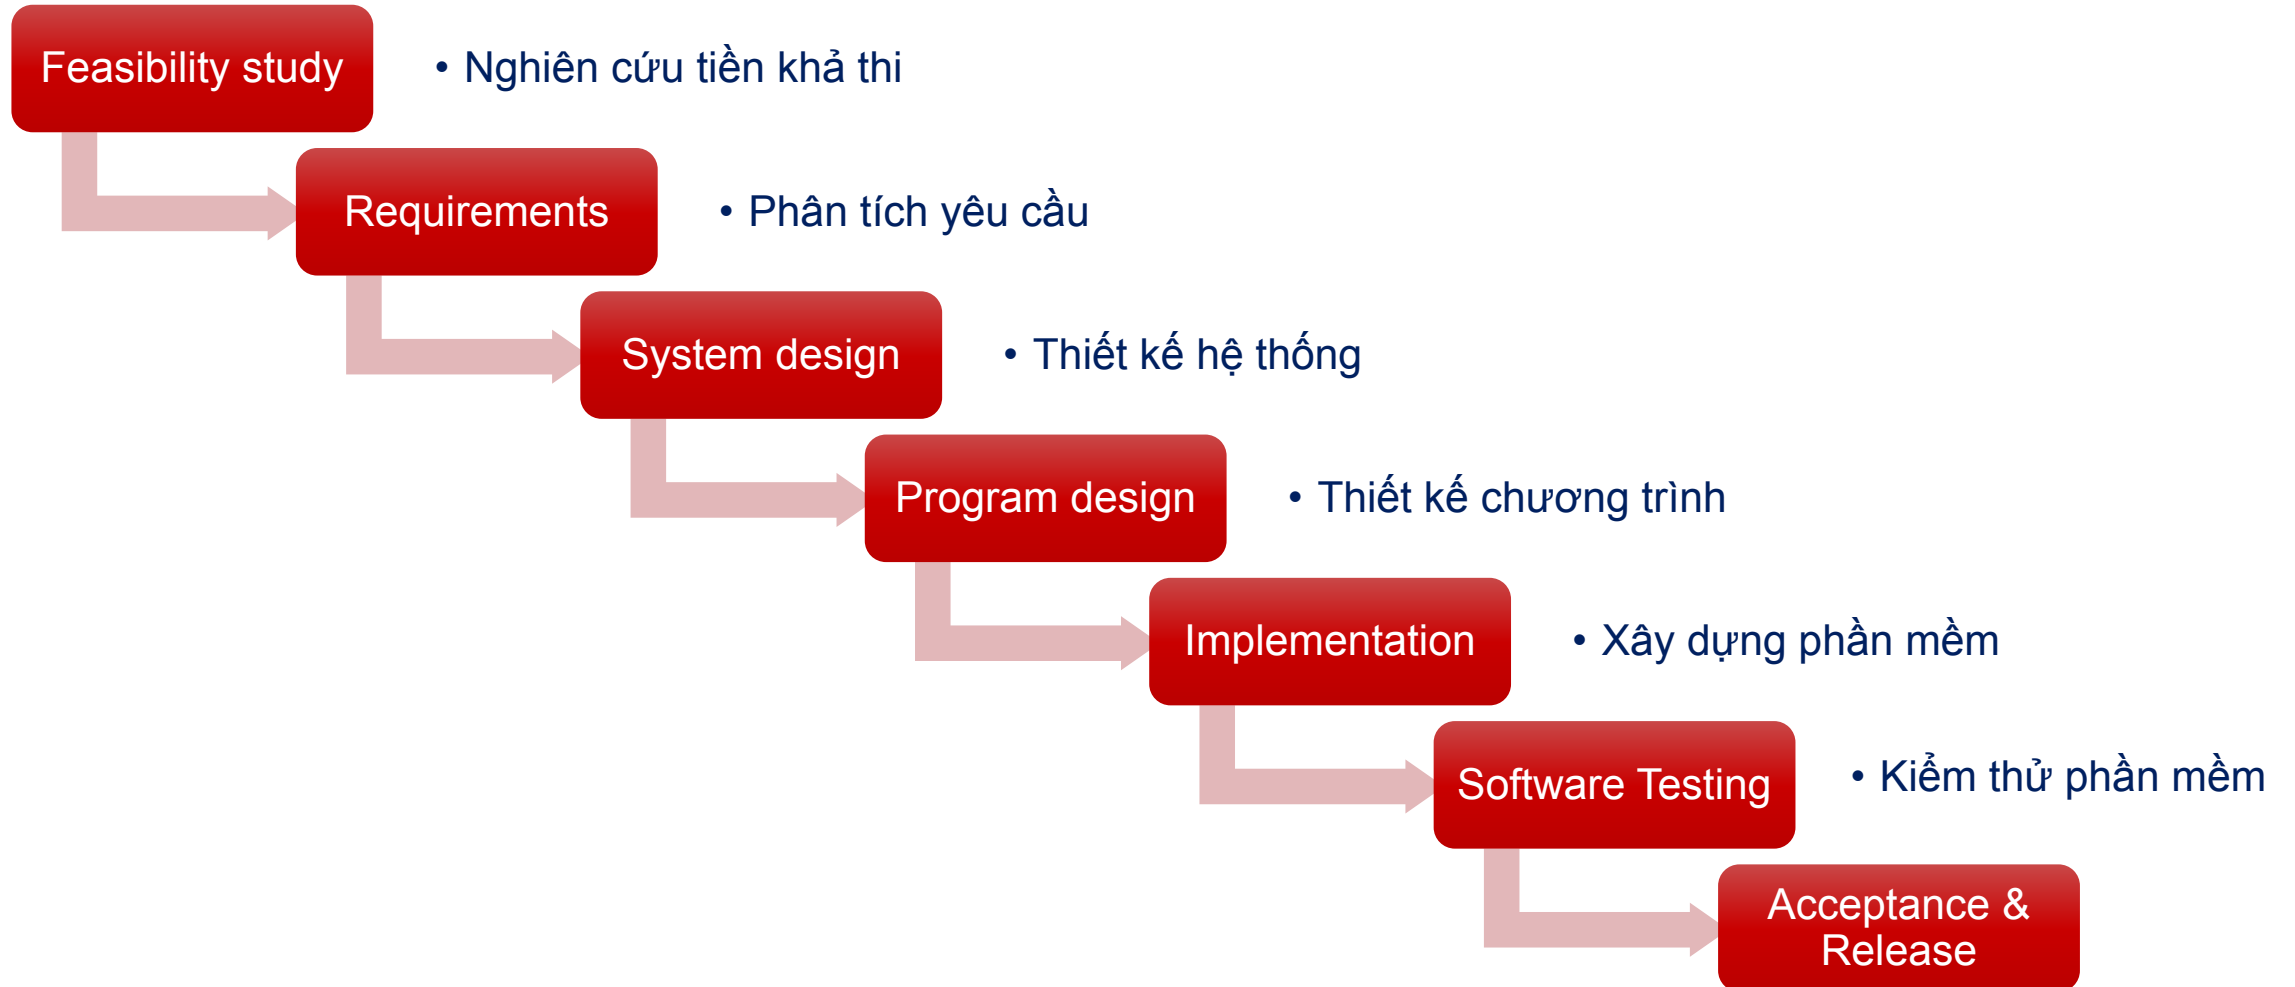 Feasibility study
• Nghiên cứu tiền khả thi
Requirements
• Phân tích yêu cầu
System design
• Thiết kế hệ thống
Program design
• Thiết kế chương trình
Implementation
• Xây dựng phần mềm
Software Testing
• Kiểm thử phần mềm
Acceptance &
Release